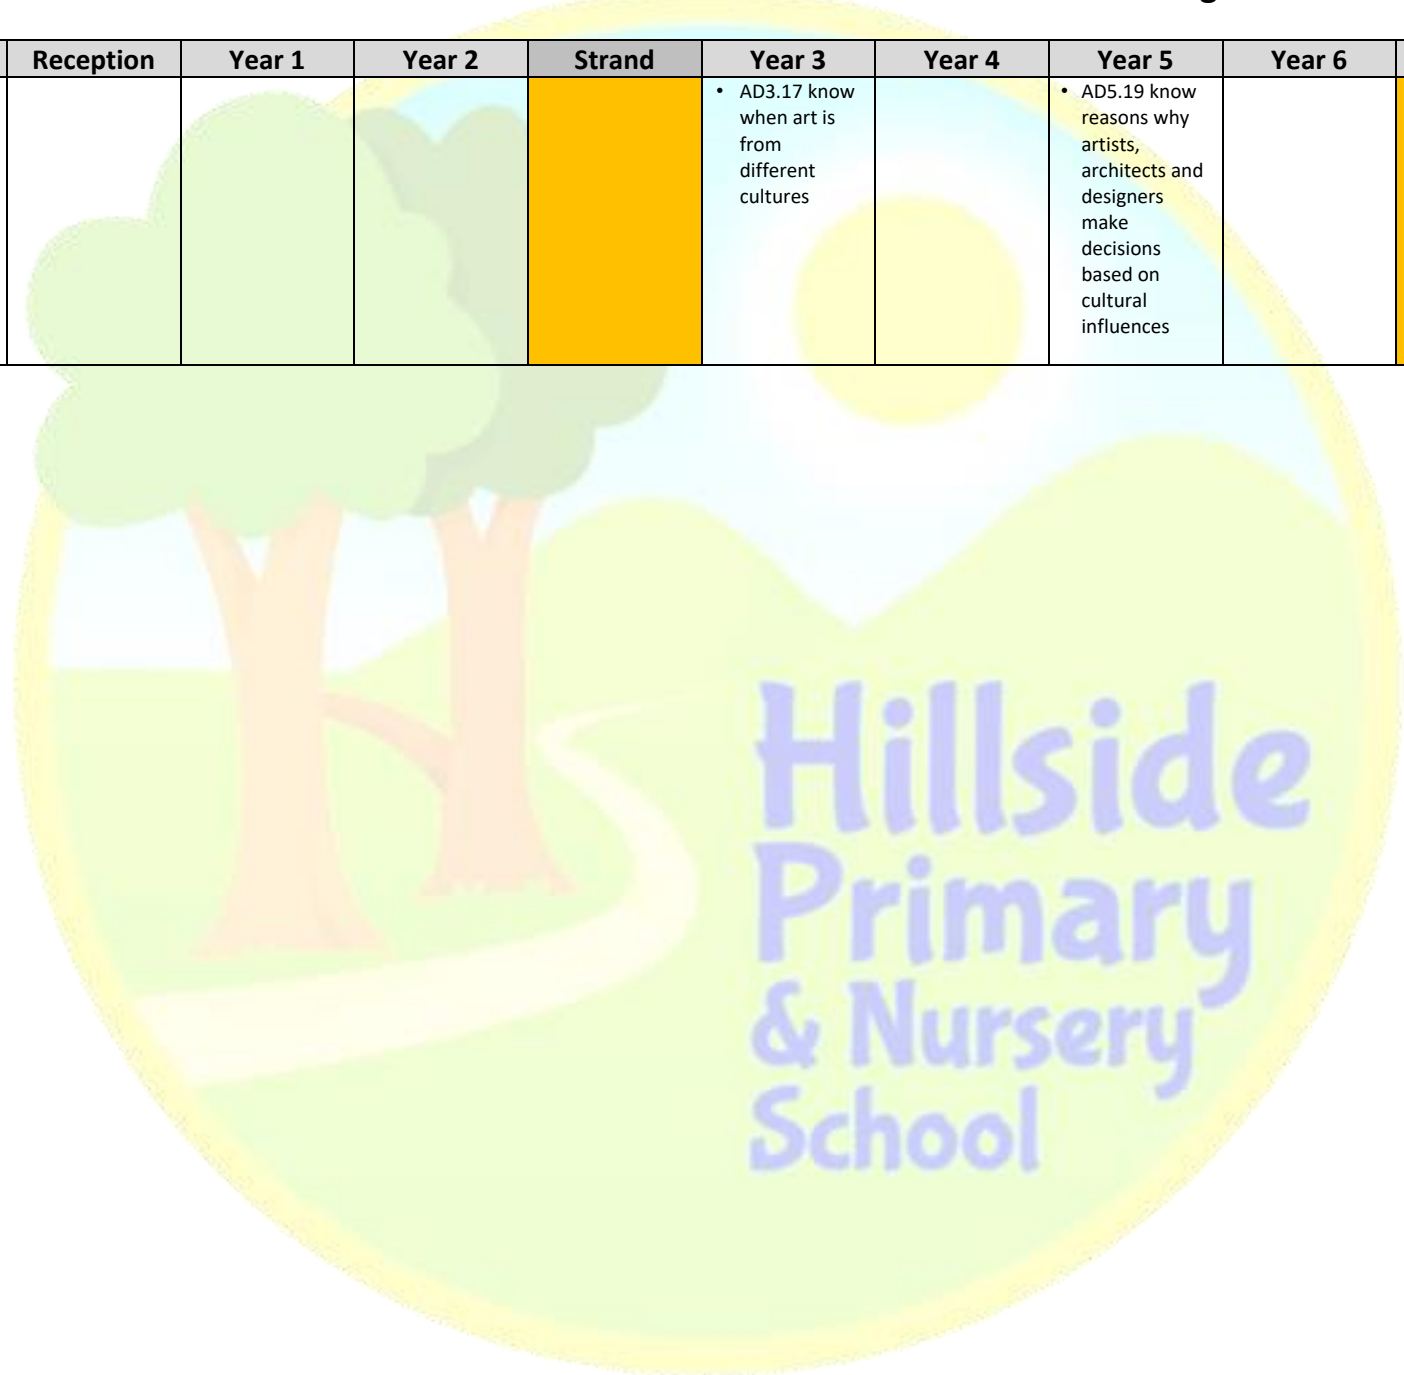 Reception Year 1 Year 2 Strand Year 3 Year 4 Year 5 Year 6
• AD3.17 know
when art is
from
different
cultures
• AD5.19 know
reasons why
artists,
architects and
designers
make
decisions
based on
cultural
influences
Hillside
Primary
& Nursery
School